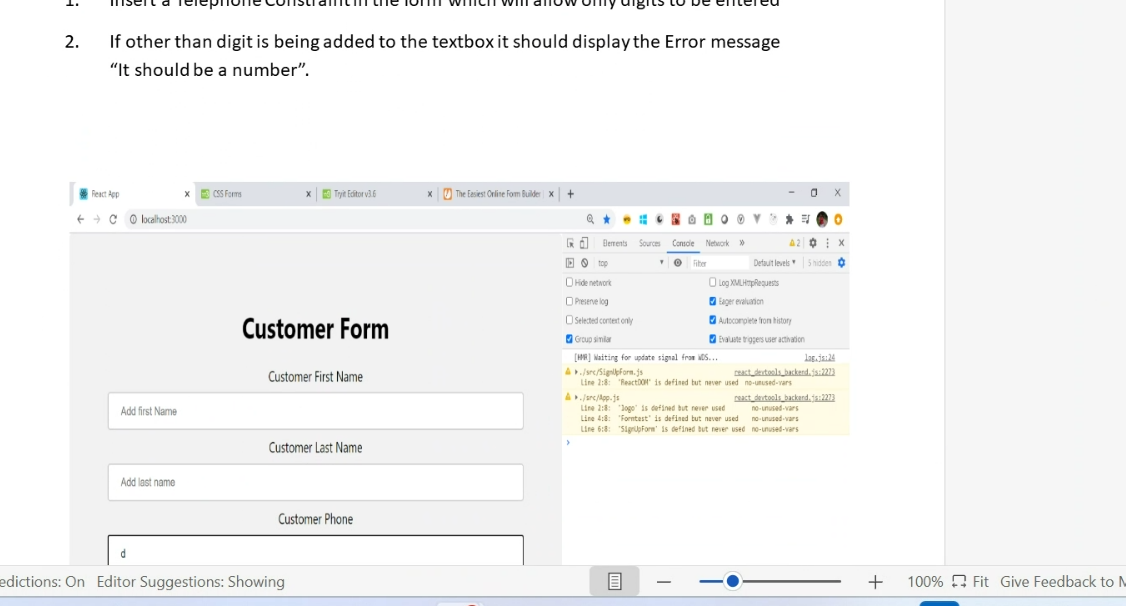 1. Insert a Telephone Constraint in the form which will allow only digits to be entered
2. If other than digit is being added to the textbox it should display the Error message
“It should be a number”.
React App x CSS Forms x Tryit Editor v3.6 x The Easiest Online Form Builder x +
localhost:3000
Elements Sources Console Network » 2
top Filter Default levels 5 hidden
Hide network Log XMLHttpRequests
Preserve log Eager evaluation
Selected context only Autocomplete from history
Group similar Evaluate triggers user activation
[HMR] Waiting for update signal from WDS... log.js:24
./src/SignUpForm.js react_devtools_backend.js:2273
Line 2:8: 'ReactDOM' is defined but never used no-unused-vars
./src/App.js react_devtools_backend.js:2273
Line 2:8: 'logo' is defined but never used no-unused-vars
Line 4:8: 'Formtest' is defined but never used no-unused-vars
Line 6:8: 'SignUpForm' is defined but never used no-unused-vars
Customer Form
Customer First Name
Add first Name
Customer Last Name
Add last name
Customer Phone
d
edictions: On Editor Suggestions: Showing 100% Fit Give Feedback to M